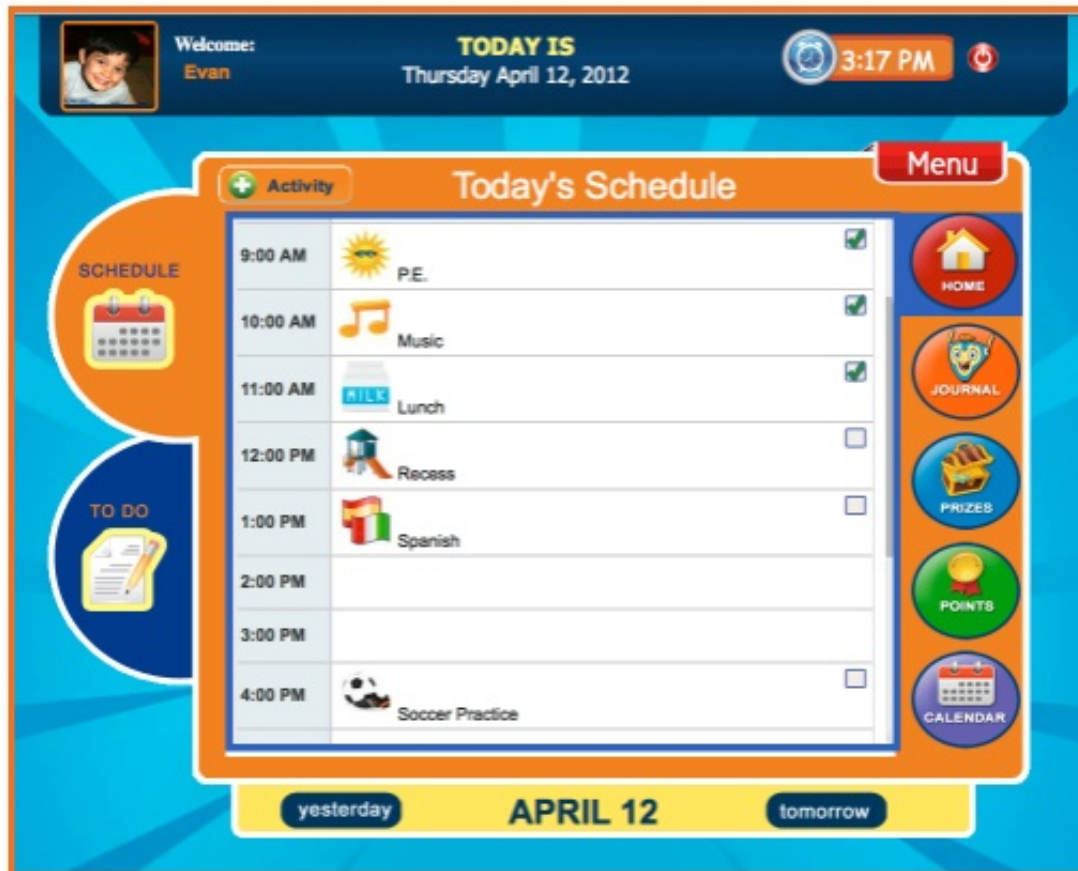 Welcome:
Evan
TODAY IS
Thursday April 12, 2012
3:17 PM
Menu
Activity
Today's Schedule
SCHEDULE
TO DO
9:00 AM
P.E.
10:00 AM
Music
11:00 AM
MILK
Lunch
12:00 PM
Recess
1:00 PM
Spanish
2:00 PM
3:00 PM
4:00 PM
Soccer Practice
HOME
JOURNAL
PRIZES
POINTS
CALENDAR
yesterday
APRIL 12
tomorrow